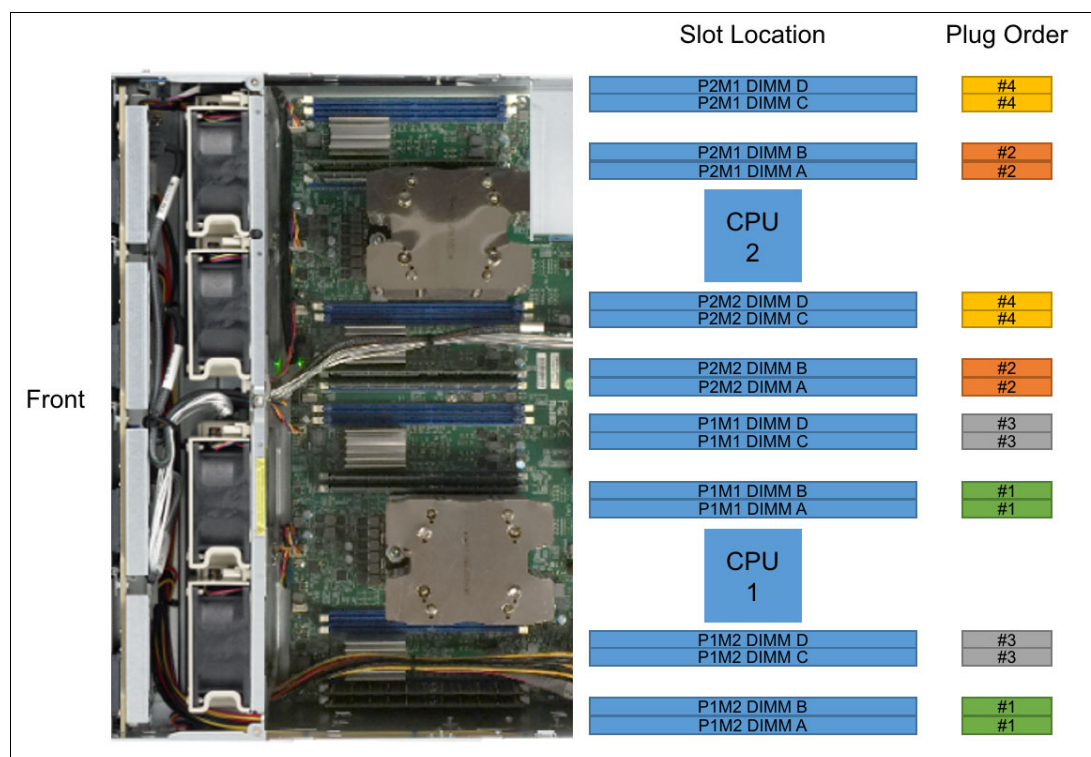 Slot Location Plug Order
P2M1 DIMM D #4
P2M1 DIMM C #4
P2M1 DIMM B #2
P2M1 DIMM A #2
CPU
2
P2M2 DIMM D #4
P2M2 DIMM C #4
P2M2 DIMM B #2
P2M2 DIMM A #2
Front
P1M1 DIMM D #3
P1M1 DIMM C #3
P1M1 DIMM B #1
P1M1 DIMM A #1
CPU
1
P1M2 DIMM D #3
P1M2 DIMM C #3
P1M2 DIMM B #1
P1M2 DIMM A #1